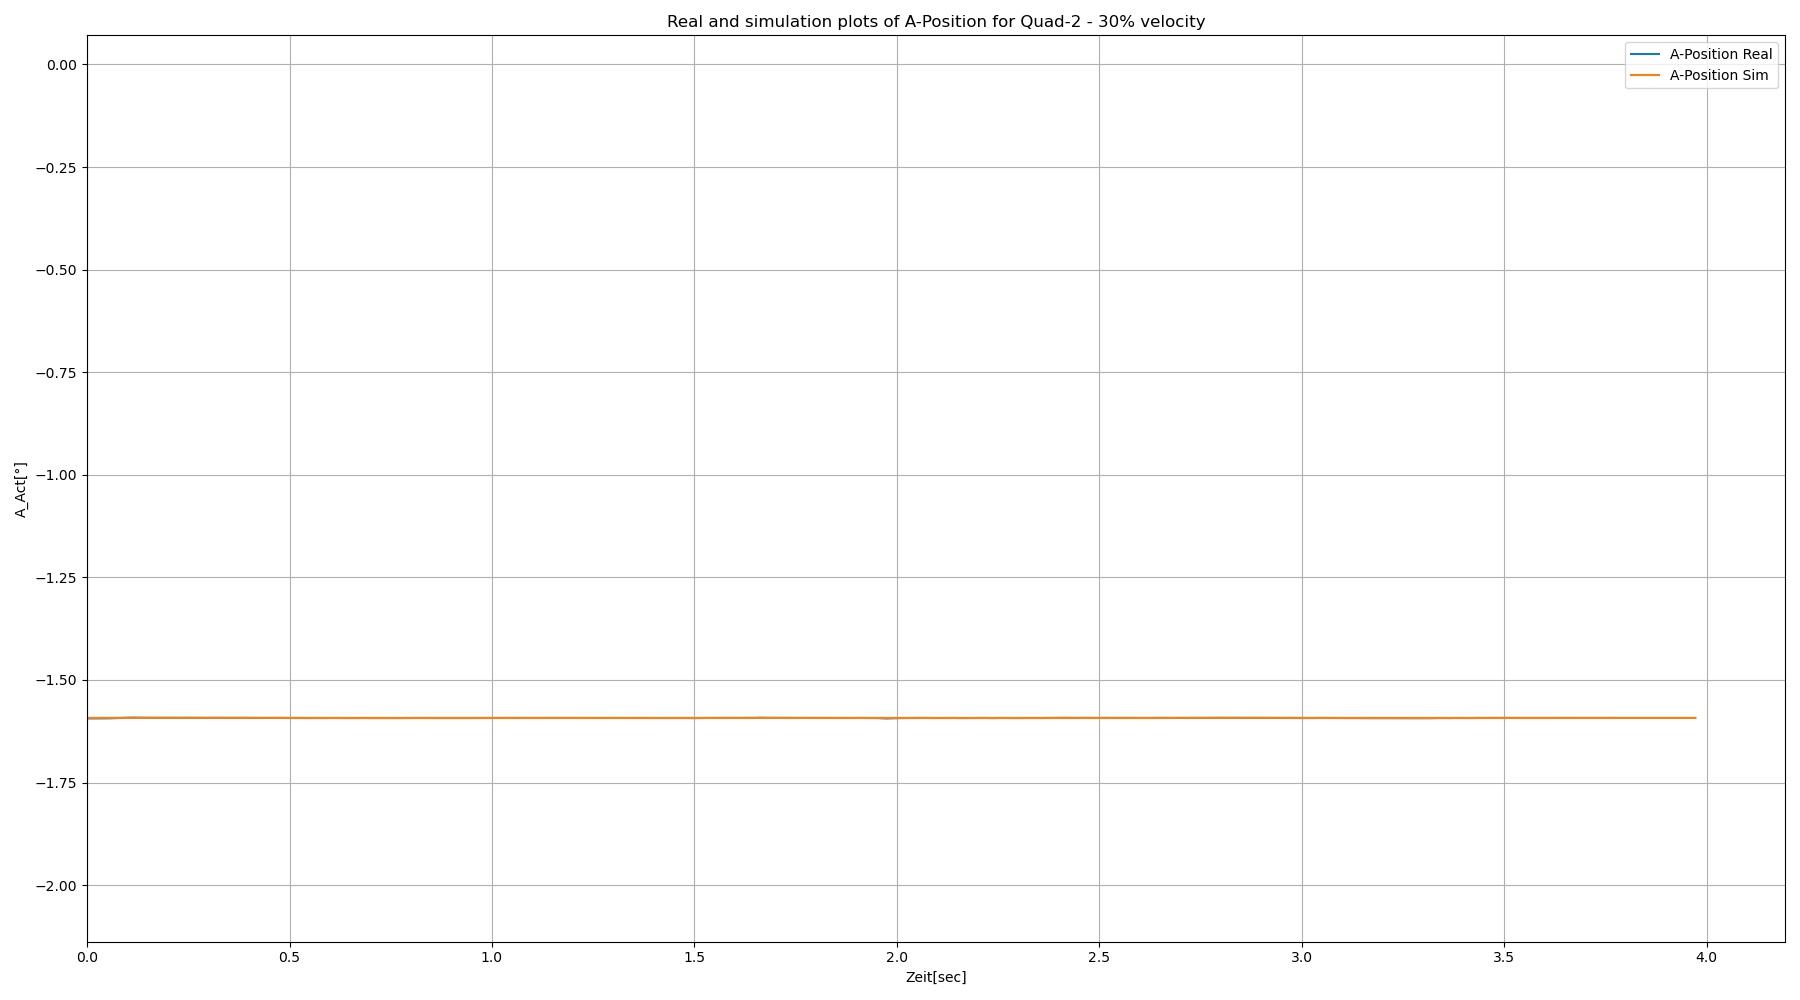 Real and simulation plots of A-Position for Quad-2 - 30% velocity
A-Position Real
A-Position Sim
0.00
−0.25
−0.50
−0.75
−1.00
−1.25
−1.50
−1.75
−2.00
A_Act[°]
0.0 0.5 1.0 1.5 2.0 2.5 3.0 3.5 4.0
Zeit[sec]